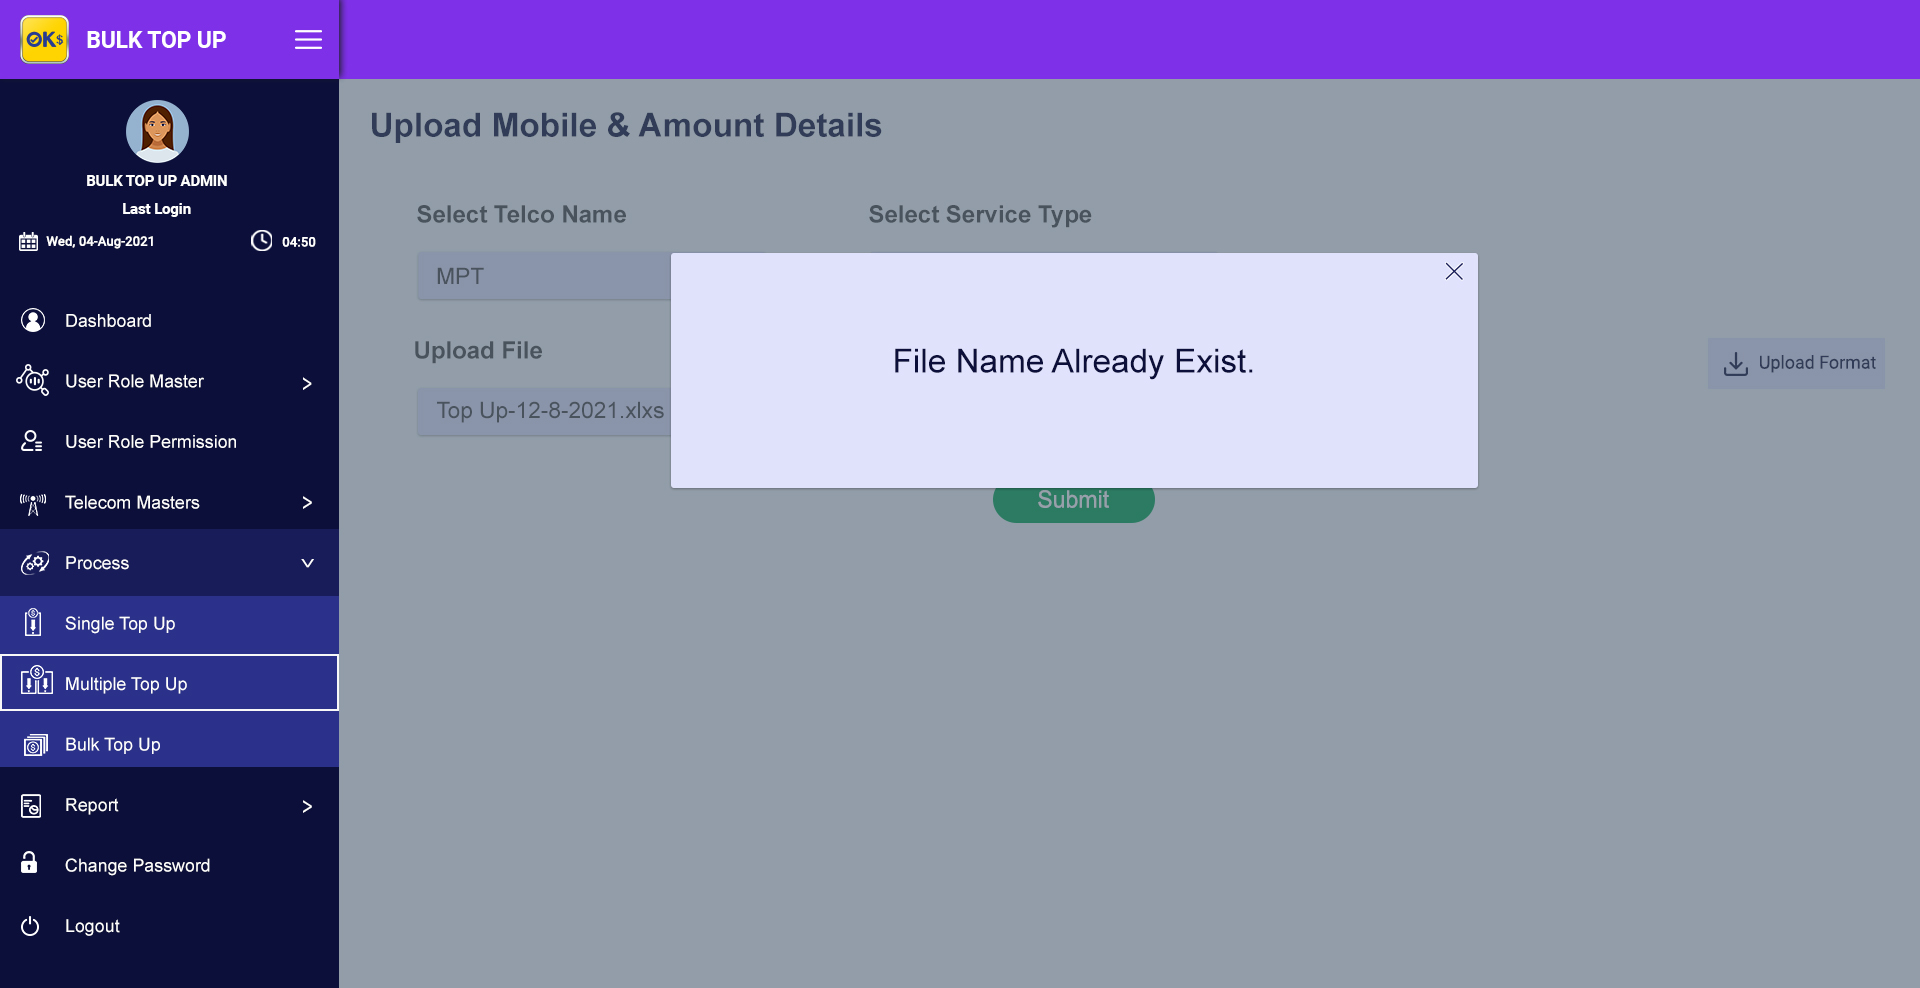 OK$
BULK TOP UP
BULK TOP UP ADMIN
Last Login
Wed, 04-Aug-2021
04:50
Dashboard
User Role Master
User Role Permission
Telecom Masters
Process
Single Top Up
Multiple Top Up
Bulk Top Up
Report
Change Password
Logout
Upload Mobile & Amount Details
Select Telco Name
Select Service Type
MPT
Upload File
Top Up-12-8-2021.xlxs
File Name Already Exist.
Upload Format
Submit